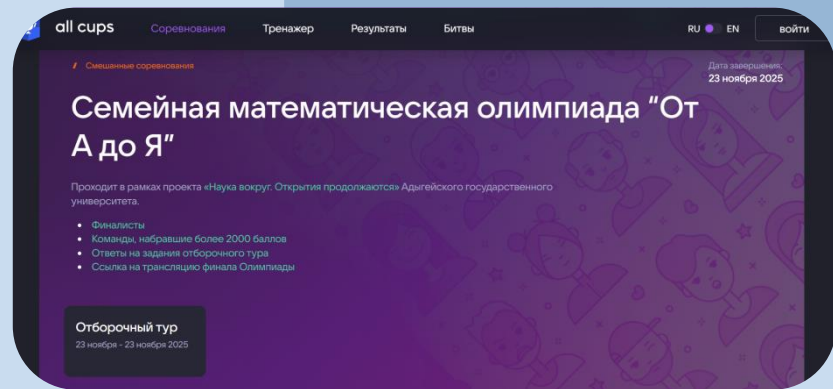 all cups
Соревнования
Тренажер
Результаты
Битвы
RU
EN
войти
Смешанные соревнования
Дата завершения:
23 ноября 2025
Семейная математическая олимпиада “От
А до Я”
Проходит в рамках проекта «Наука вокруг. Открытия продолжаются» Адыгейского государственного
университета.
• Финалисты
• Команды, набравшие более 2000 баллов
• Ответы на задания отборочного тура
• Ссылка на трансляцию финала Олимпиады
Отборочный тур
23 ноября - 23 ноября 2025